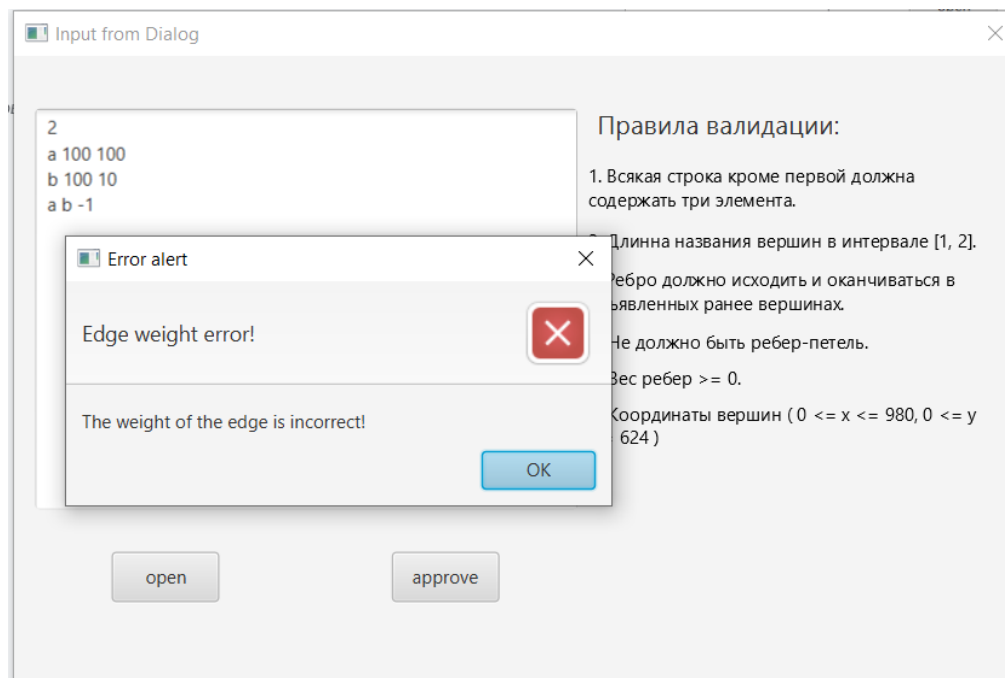 Input from Dialog
2
a 100 100
b 100 10
a b -1
Правила валидации:
1. Всякая строка кроме первой должна
содержать три элемента.
Длинна названия вершин в интервале [1, 2].
Ребро должно исходить и оканчиваться в
ъявленных ранее вершинах.
Не должно быть ребер-петель.
Вес ребер >= 0.
Координаты вершин ( 0 <= x <= 980, 0 <= y
624 )
Error alert
Edge weight error!
The weight of the edge is incorrect!
OK
open
approve